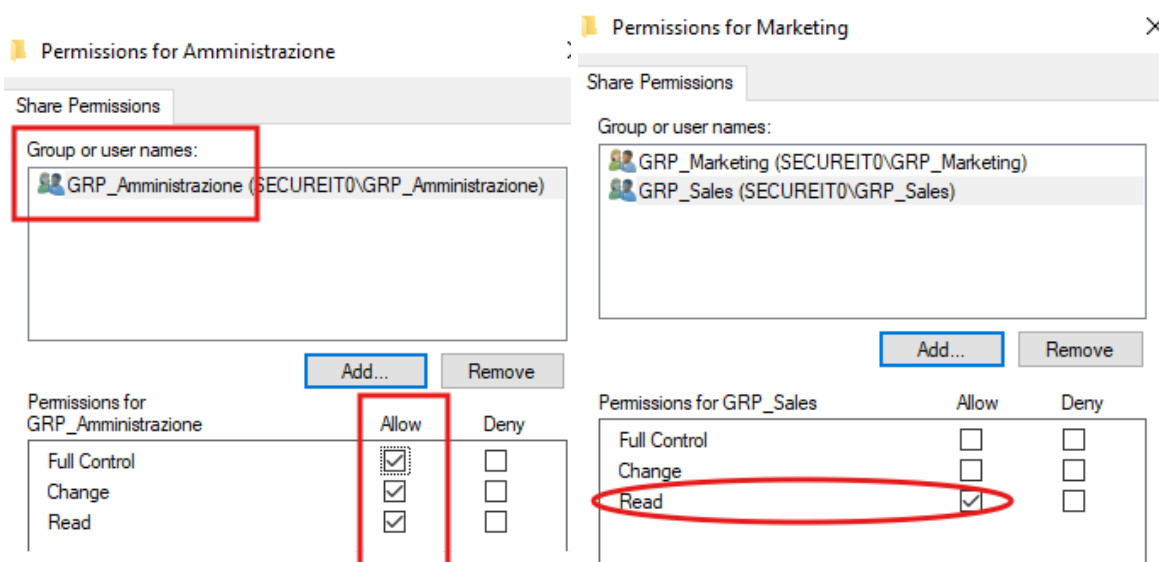 Permissions for Amministrazione
Share Permissions
Group or user names:
GRP_Amministrazione (SECUREIT0\GRP_Amministrazione)
Add...
Remove
Permissions for
GRP_Amministrazione
Allow
Deny
Full Control
Change
Read
Permissions for Marketing
Share Permissions
Group or user names:
GRP_Marketing (SECUREIT0\GRP_Marketing)
GRP_Sales (SECUREIT0\GRP_Sales)
Add...
Remove
Permissions for GRP_Sales
Allow
Deny
Full Control
Change
Read